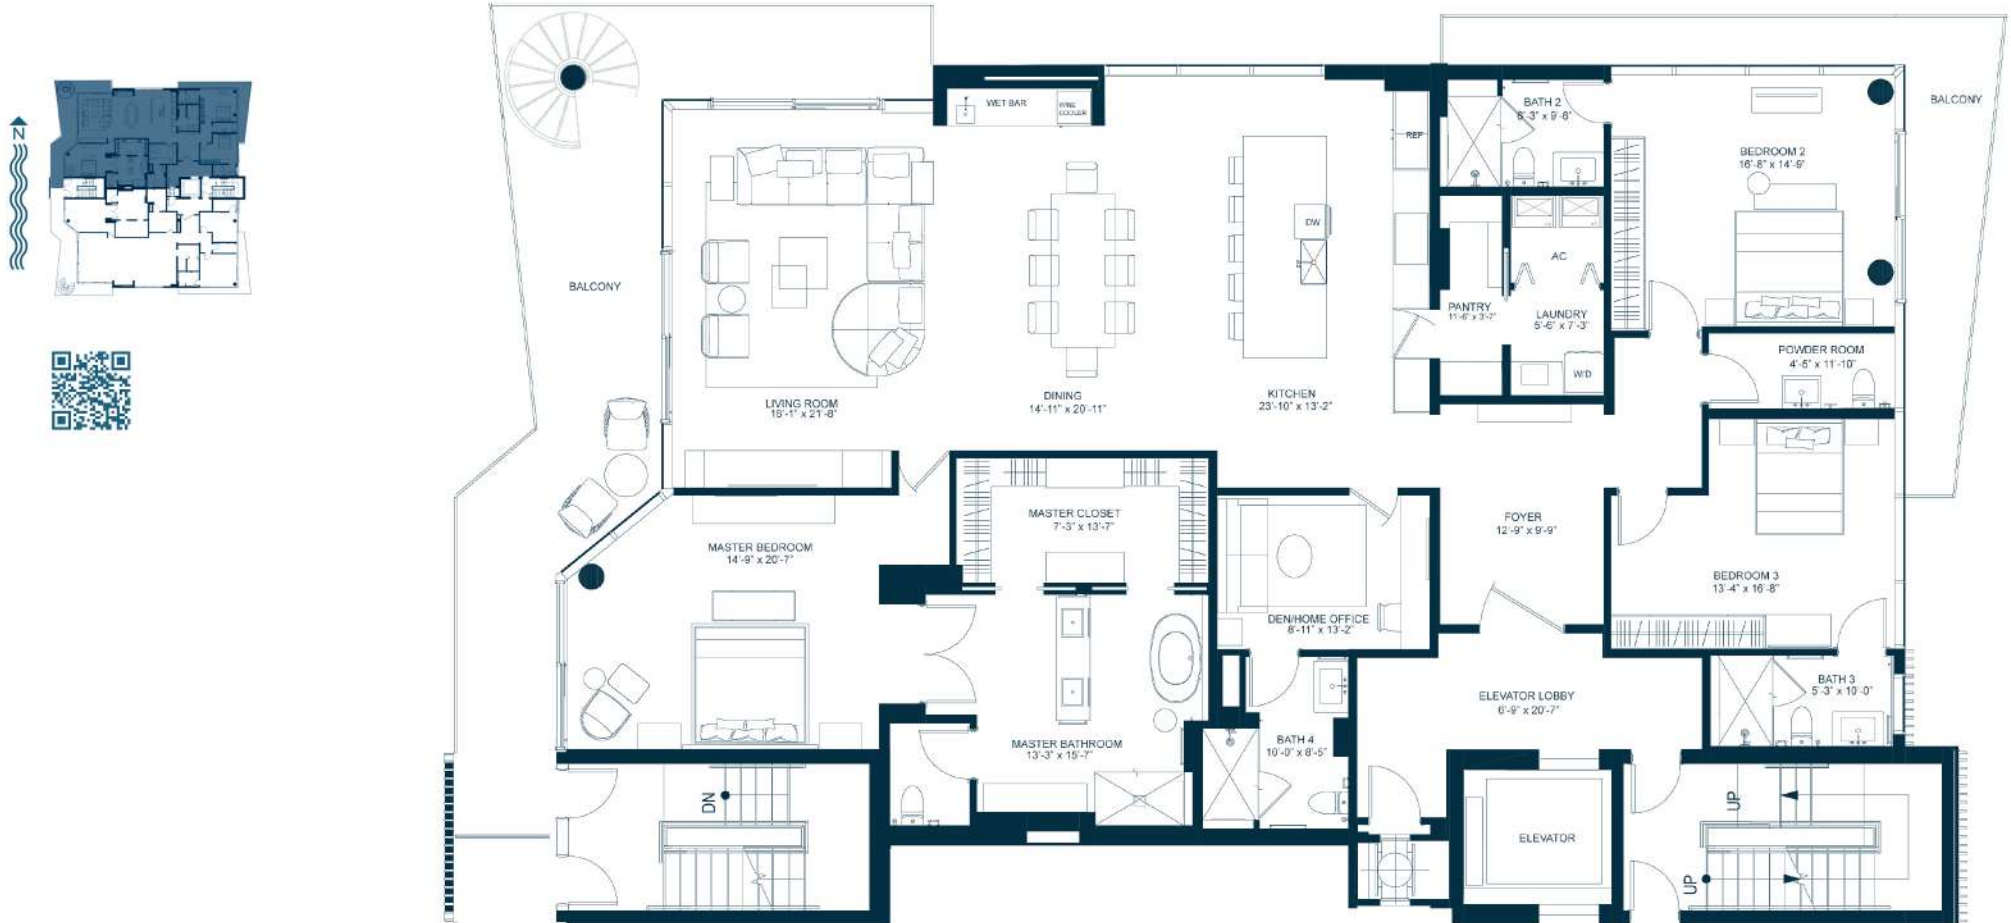 N
WET BAR
WINE
COOLER
BATH 2
6'-3" x 9'-6"
BALCONY
REF
BEDROOM 2
16'-8" x 14'-9"
DW
AC
BALCONY
PANTRY
11'-6" x 3'-7"
LAUNDRY
5'-6" x 7'-3"
POWDER ROOM
4'-5" x 11'-10"
W/D
LIVING ROOM
16'-1" x 21'-8"
DINING
14'-11" x 20'-11"
KITCHEN
23'-10" x 13'-2"
MASTER CLOSET
7'-3" x 13'-7"
FOYER
12'-9" x 9'-9"
MASTER BEDROOM
14'-9" x 20'-7"
BEDROOM 3
13'-4" x 16'-8"
DEN/HOME OFFICE
8'-11" x 13'-2"
BATH 3
5'-3" x 10'-0"
ELEVATOR LOBBY
6'-9" x 20'-7"
MASTER BATHROOM
13'-3" x 15'-7"
BATH 4
10'-0" x 8'-5"
DN
UP
ELEVATOR
UP